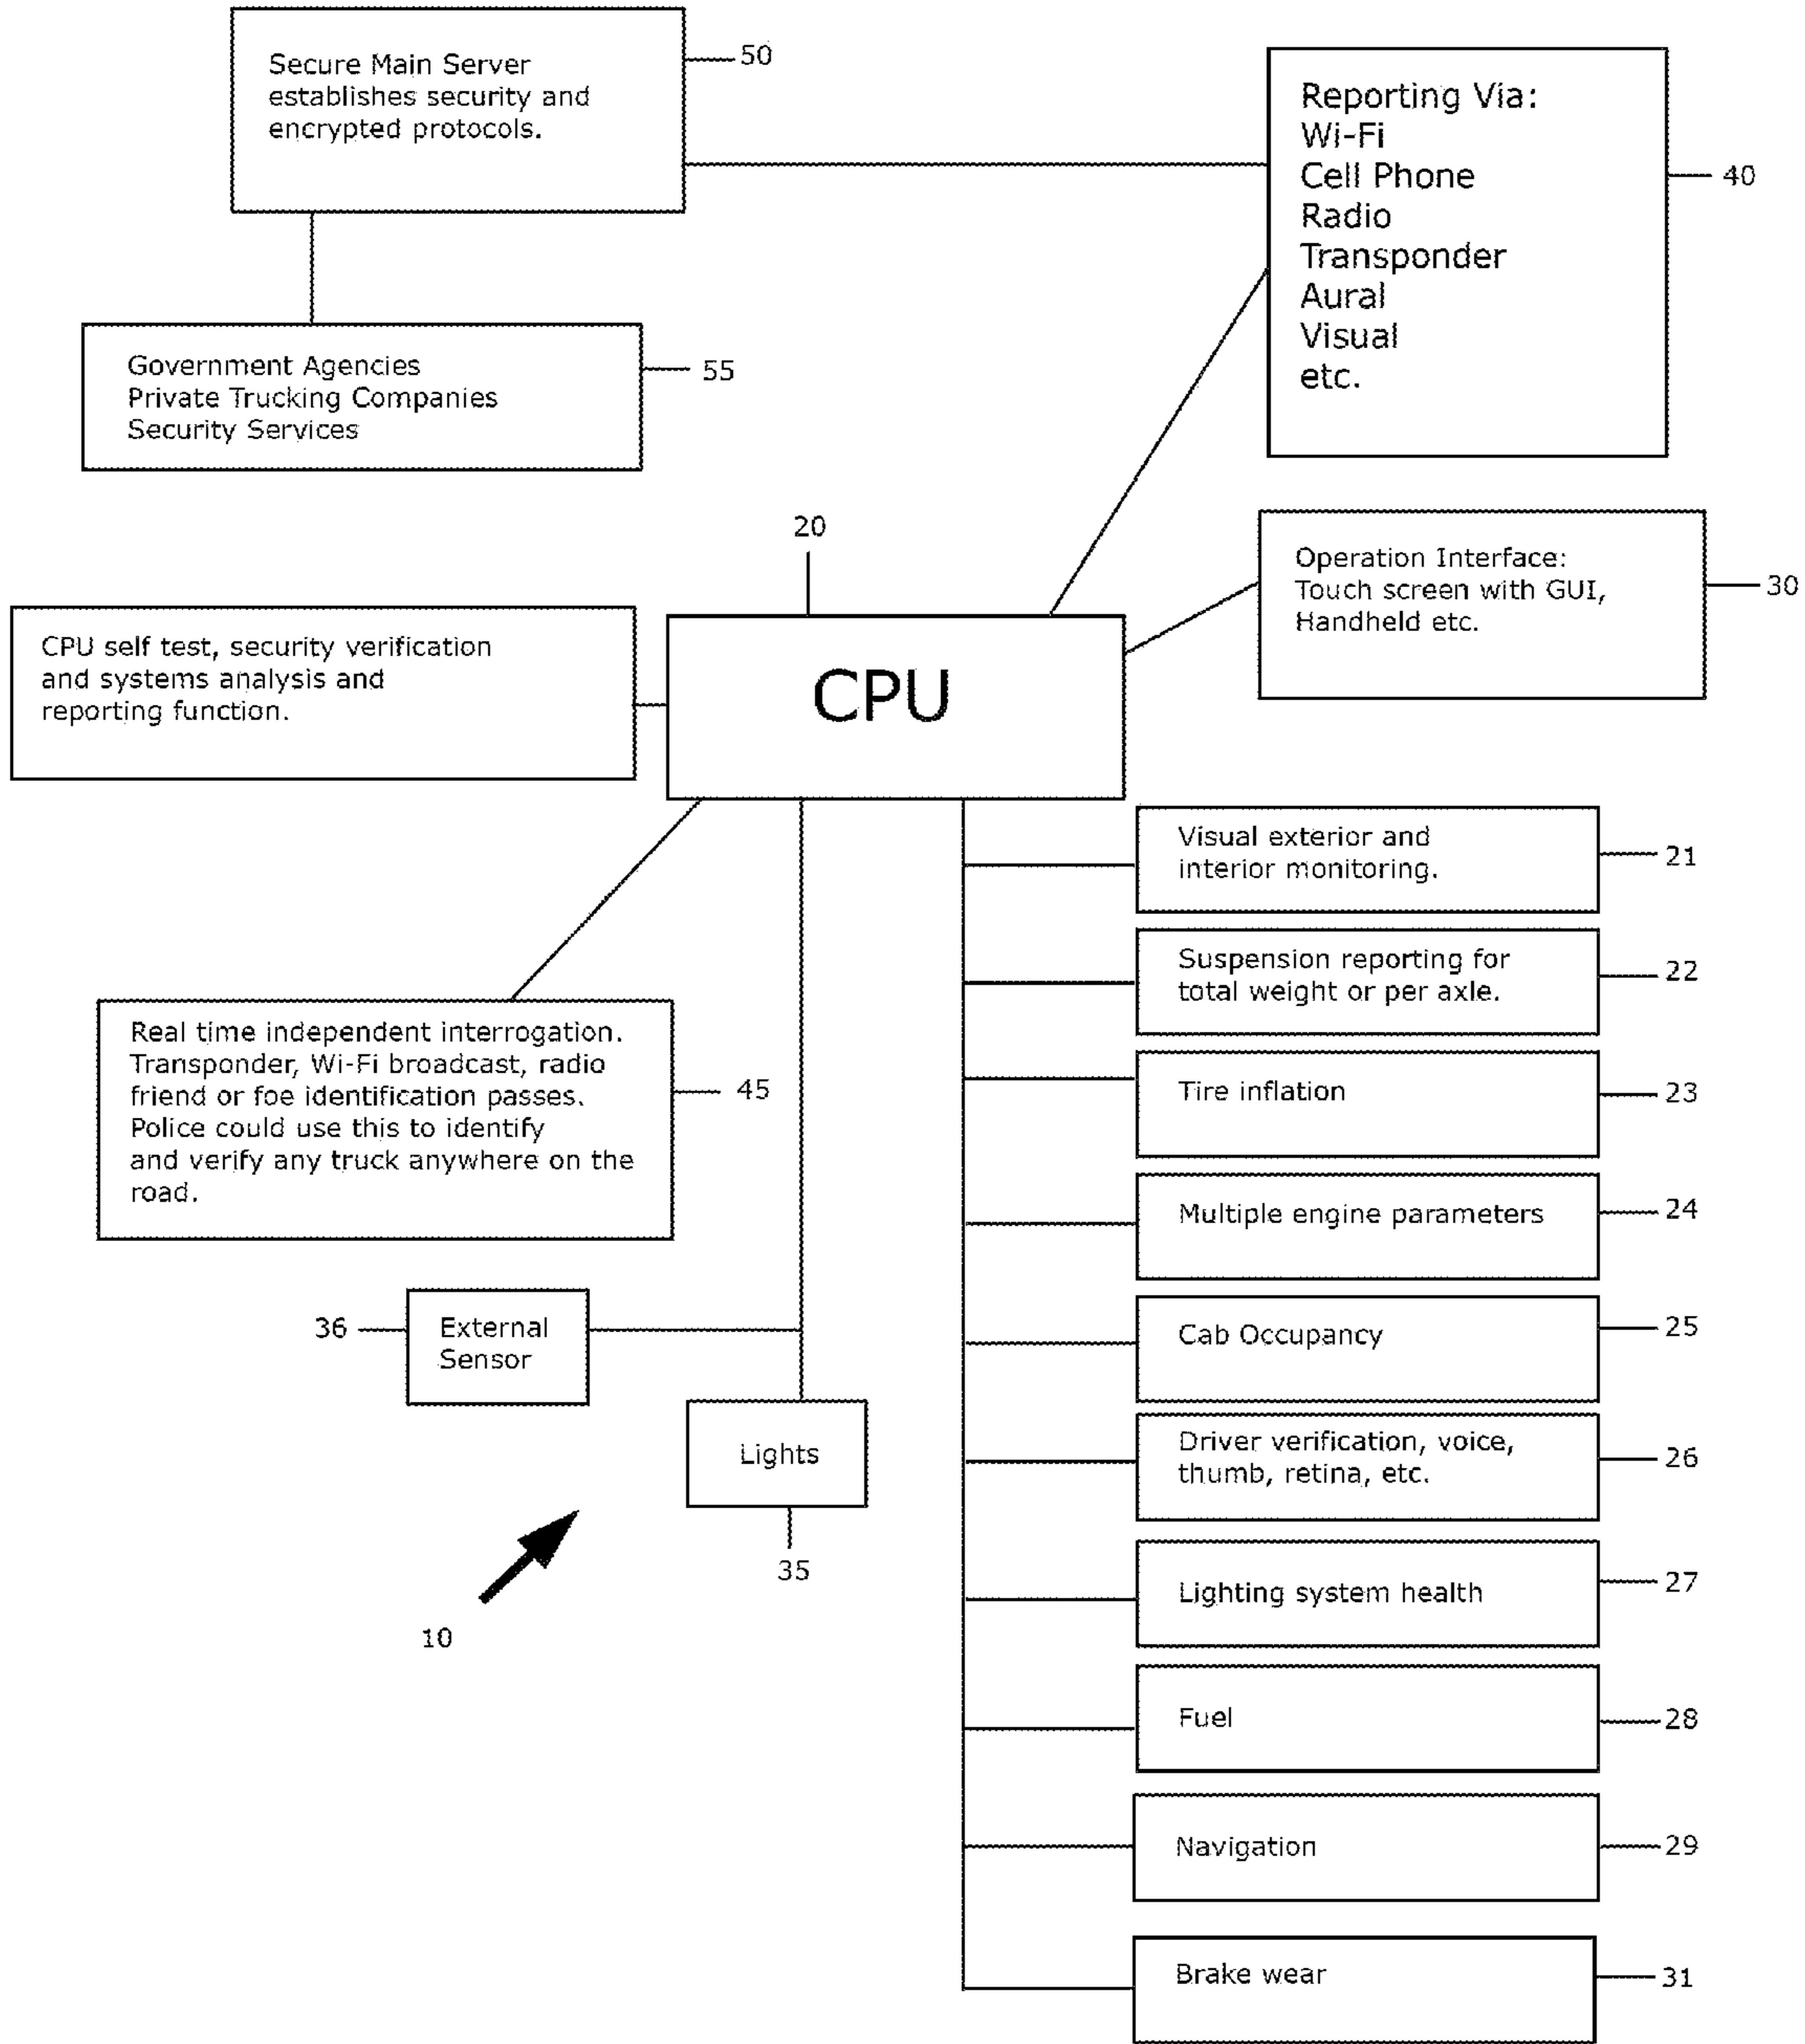 Secure Main Server
establishes security and
encrypted protocols.
50
Reporting Via:
Wi-Fi
Cell Phone
Radio
Transponder
Aural
Visual
etc.
40
Government Agencies
Private Trucking Companies
Security Services
55
20
Operation Interface:
Touch screen with GUI,
Handheld etc.
30
CPU self test, security verification
and systems analysis and
reporting function.
CPU
Visual exterior and
interior monitoring.
21
Suspension reporting for
total weight or per axle.
22
Real time independent interrogation.
Transponder, Wi-Fi broadcast, radio
friend or foe identification passes.
Police could use this to identify
and verify any truck anywhere on the
road.
45
Tire inflation
23
Multiple engine parameters
24
36
External
Sensor
Cab Occupancy
25
Lights
35
Driver verification, voice,
thumb, retina, etc.
26
10
Lighting system health
27
Fuel
28
Navigation
29
Brake wear
31